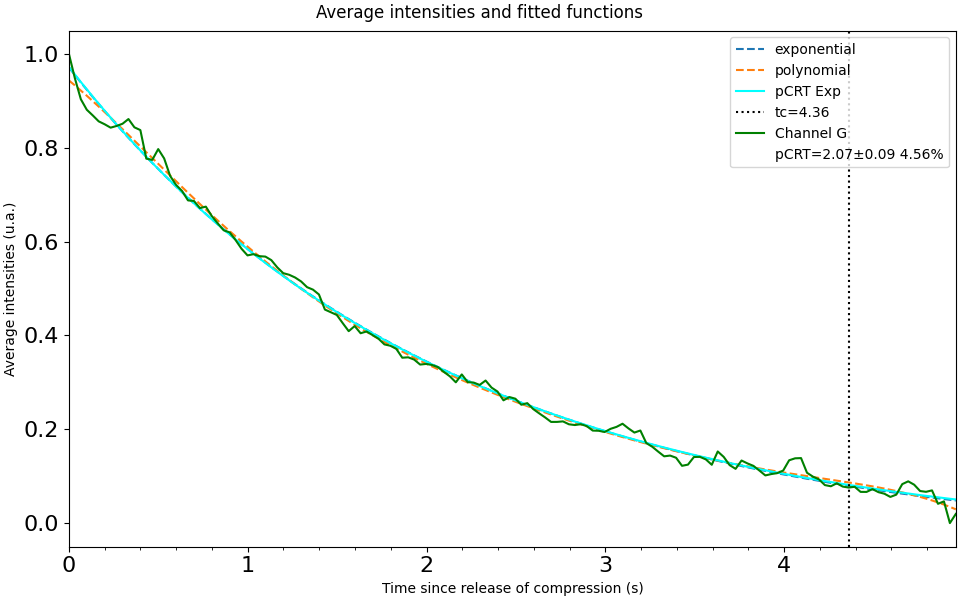 Average intensities and fitted functions
exponential
polynomial
pCRT Exp
tc=4.36
Channel G
pCRT=2.07±0.09 4.56%
Average intensities (u.a.)
1.0
0.8
0.6
0.4
0.2
0.0
0 1 2 3 4
Time since release of compression (s)